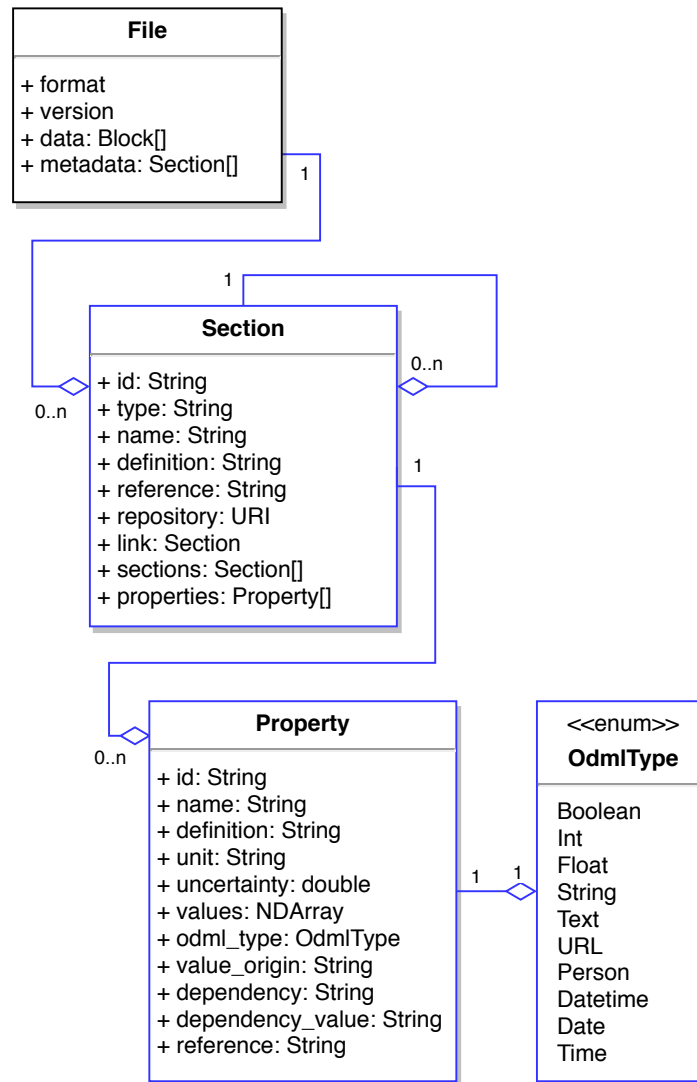 File
+ format
+ version
+ data: Block[]
+ metadata: Section[]
1
1
Section
0..n
0..n
+ id: String
+ type: String
+ name: String
+ definition: String
+ reference: String
+ repository: URI
+ link: Section
+ sections: Section[]
+ properties: Property[]
1
0..n
Property
+ id: String
+ name: String
+ definition: String
+ unit: String
+ uncertainty: double
+ values: NDArray
+ odml_type: OdmlType
+ value_origin: String
+ dependency: String
+ dependency_value: String
+ reference: String
1
1
<<enum>>
OdmlType
Boolean
Int
Float
String
Text
URL
Person
Datetime
Date
Time